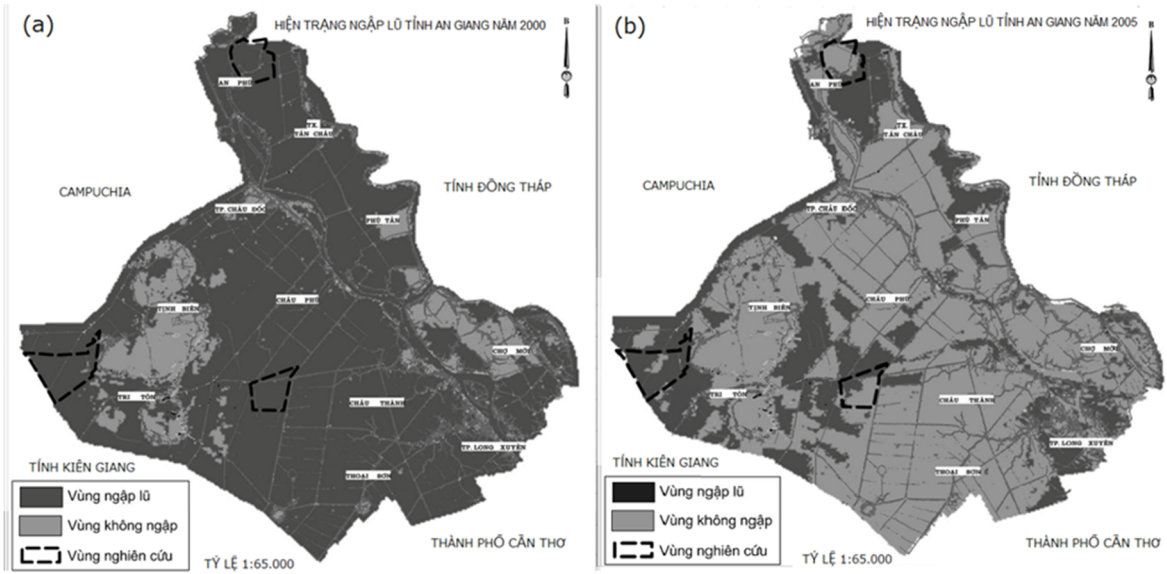 (a)
HIỆN TRẠNG NGẬP LŨ TỈNH AN GIANG NĂM 2000
B
AN PHÚ
TX.
TÂN CHÂU
CAMPUCHIA
TÍNH ĐỒNG THÁP
TP.CHÂU ĐỐC
PHÚ TÂN
CHÂU PHÚ
TỊNH BIÊN
CHỢ MỚI
TRI TÔN
CHÂU THÀNH
TP.LONG XUYÊN
THOẠI SƠN
TÍNH KIÊN GIANG
Vùng ngập lũ
Vùng không ngập
Vùng nghiên cứu
THÀNH PHỐ CẦN THƠ
TỶ LỆ 1:65.000
(b)
HIỆN TRẠNG NGẬP LŨ TỈNH AN GIANG NĂM 2005
B
AN PHÚ
TX.
TÂN CHÂU
CAMPUCHIA
TỈNH ĐỒNG THÁP
TP.CHÂU ĐỐC
PHÚ TÂN
CHÂU PHÚ
TỊNH BIÊN
CHỢ MỚI
TRI TÔN
CHÂU THÀNH
TP.LONG XUYÊN
THOẠI SƠN
TÍNH KIÊN GIANG
Vùng ngập lũ
Vùng không ngập
Vùng nghiên cứu
THÀNH PHỐ CẦN THƠ
TỶ LỆ 1:65.000